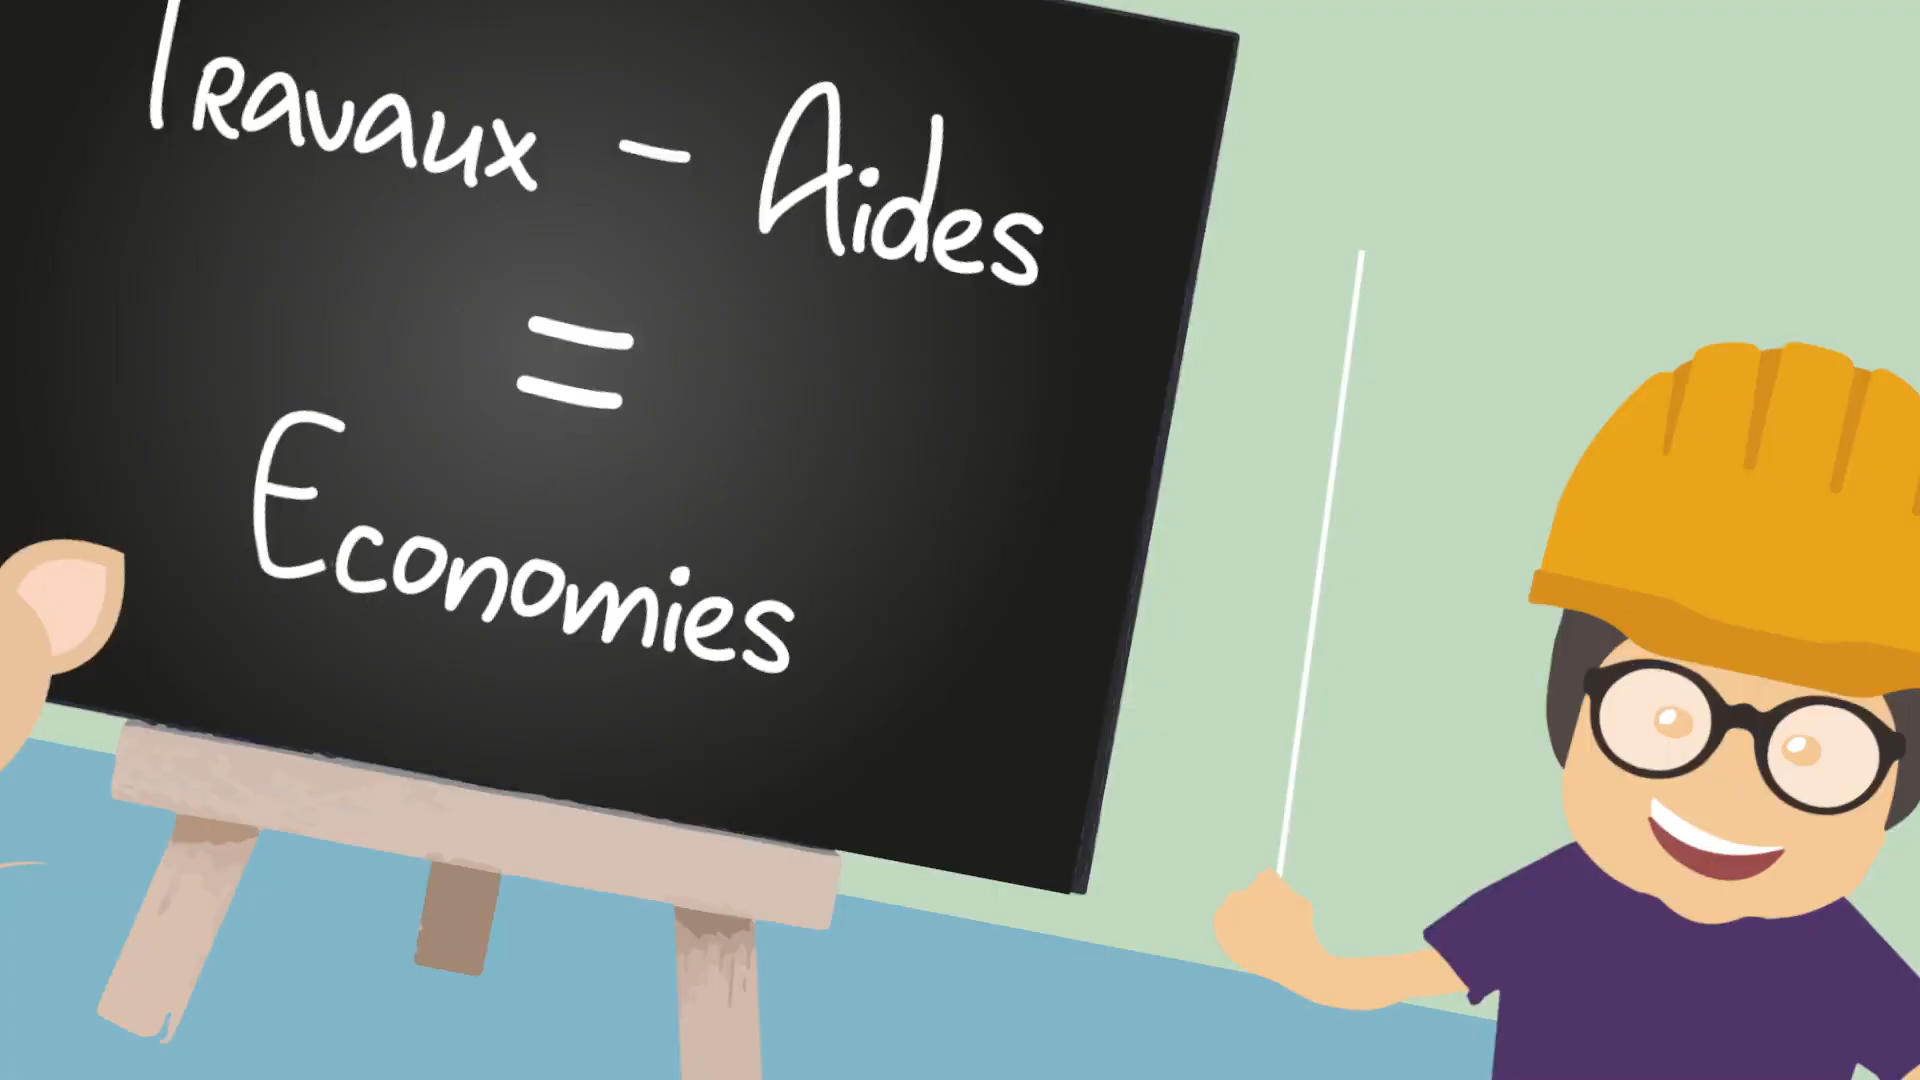 Travaux - Aides
=
Economies